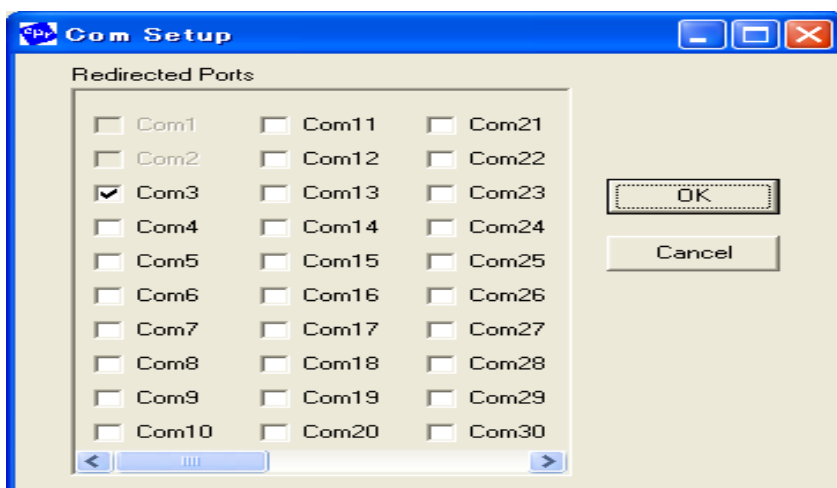 cpr Com Setup
Redirected Ports
Com1 Com11 Com21
Com2 Com12 Com22
Com3 Com13 Com23
Com4 Com14 Com24
Com5 Com15 Com25
Com6 Com16 Com26
Com7 Com17 Com27
Com8 Com18 Com28
Com9 Com19 Com29
Com10 Com20 Com30
OK
Cancel